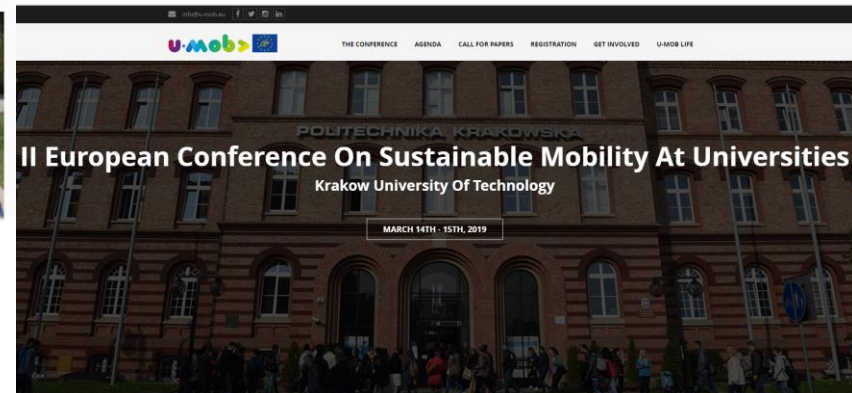 info@u-mob.eu
u-mob>
THE CONFERENCE AGENDA CALL FOR PAPERS REGISTRATION GET INVOLVED U-MOB LIFE
POLITECHNIKA KRAKOWSKA
II European Conference On Sustainable Mobility At Universities
Krakow University Of Technology
MARCH 14TH - 15TH, 2019